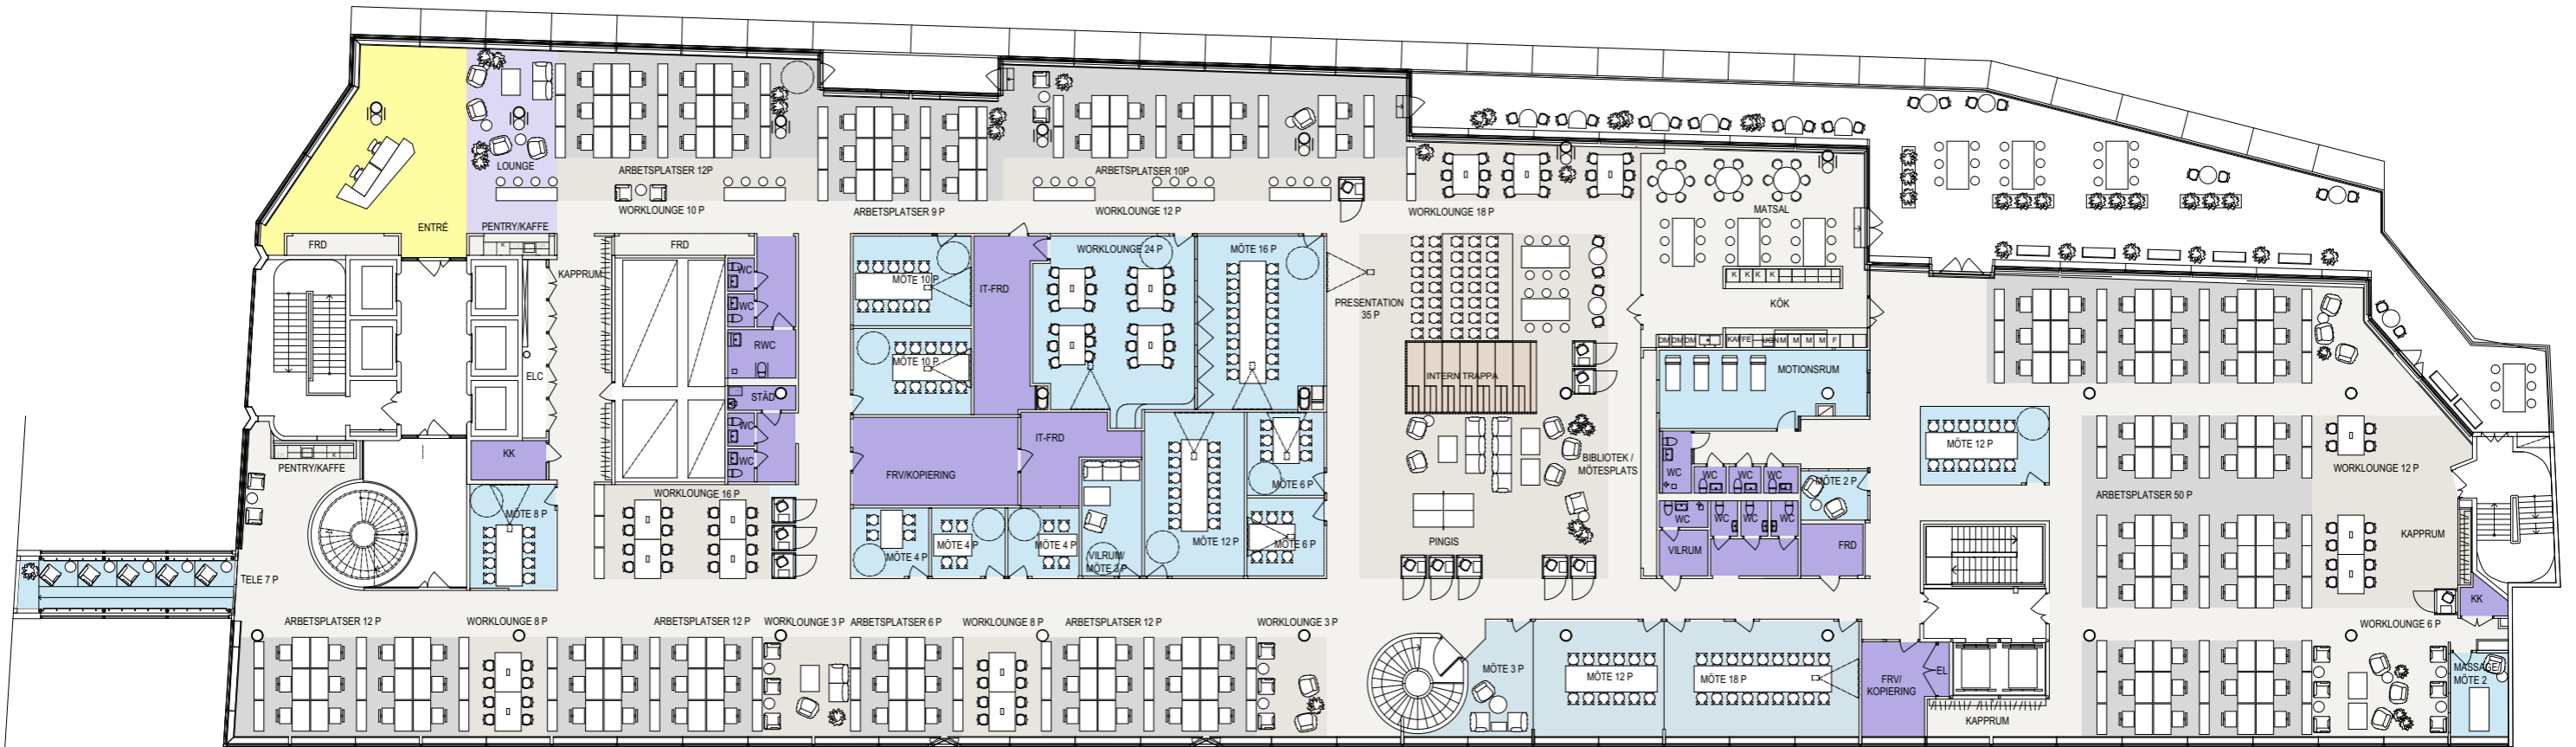 LOUNGE
ARBETSPLATSER 12P
ARBETSPLATSER 10P
WORKLOUNGE 10 P
ARBETSPLATSER 9 P
WORKLOUNGE 12 P
WORKLOUNGE 18 P
MATSAL
ENTRÉ
PENTRY/KAFFE
K
FRD
FRD
KAPPRUM
WC
WC
RWC
STÄD
WC
WC
ELC
KK
MÖTE 10 P
IT-FRD
WORKLOUNGE 24 P
MÖTE 16 P
MÖTE 10 P
PRESENTATION
35 P
K K K K
KÖK
DM DM DM
KAFFE
UGN M M M M F
INTERN TRAPPA
MOTIONSRUM
PENTRY/KAFFE
K
MÖTE 8 P
WORKLOUNGE 16 P
FRV/KOPIERING
IT-FRD
MÖTE 4 P
MÖTE 4 P
MÖTE 4 P
VILRUM/
MÖTE 3 P
MÖTE 12 P
MÖTE 6 P
MÖTE 6 P
BIBLIOTEK /
MÖTESPLATS
PINGIS
WC
WC
WC
WC
WC
WC
WC
WC
MÖTE 2 P
VILRUM
FRD
MÖTE 12 P
WORKLOUNGE 12 P
ARBETSPLATSER 50 P
KAPPRUM
KK
TELE 7 P
ARBETSPLATSER 12 P
WORKLOUNGE 8 P
ARBETSPLATSER 12 P
WORKLOUNGE 3 P
ARBETSPLATSER 6 P
WORKLOUNGE 8 P
ARBETSPLATSER 12 P
WORKLOUNGE 3 P
WORKLOUNGE 6 P
MÖTE 3 P
MÖTE 12 P
MÖTE 18 P
FRV/
KOPIERING
EL
KAPPRUM
MASSAGE/
MÖTE 2